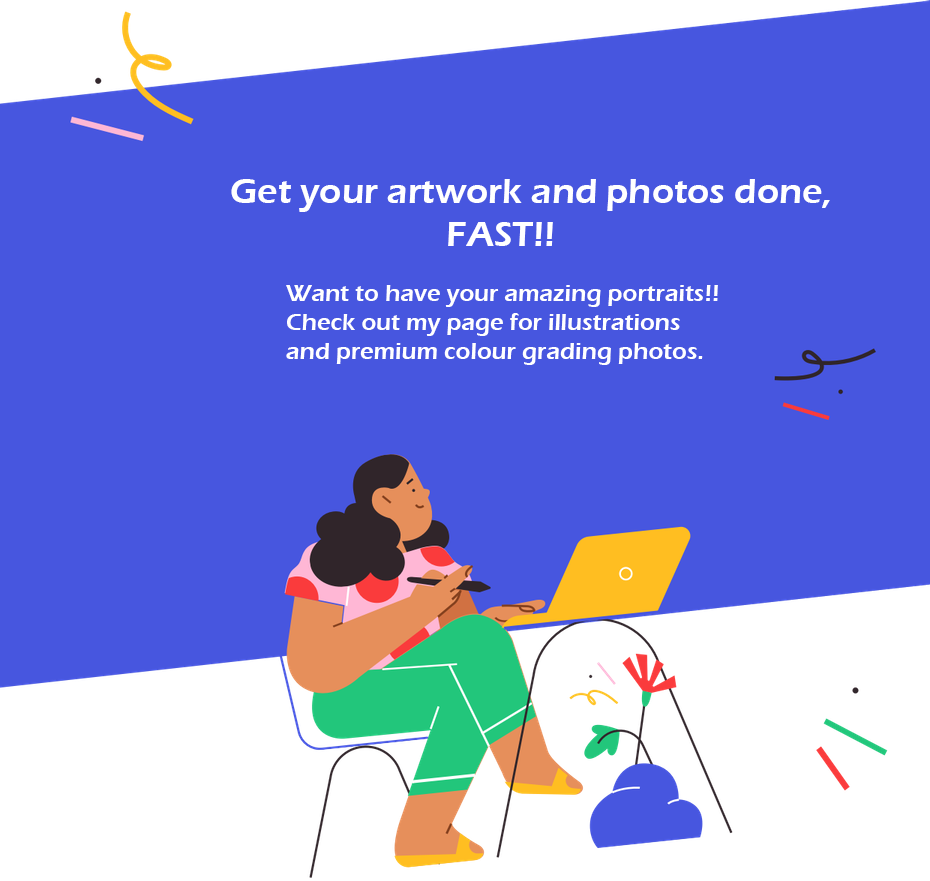 Get your artwork and photos done,
FAST!!
Want to have your amazing portraits!!
Check out my page for illustrations
and premium colour grading photos.